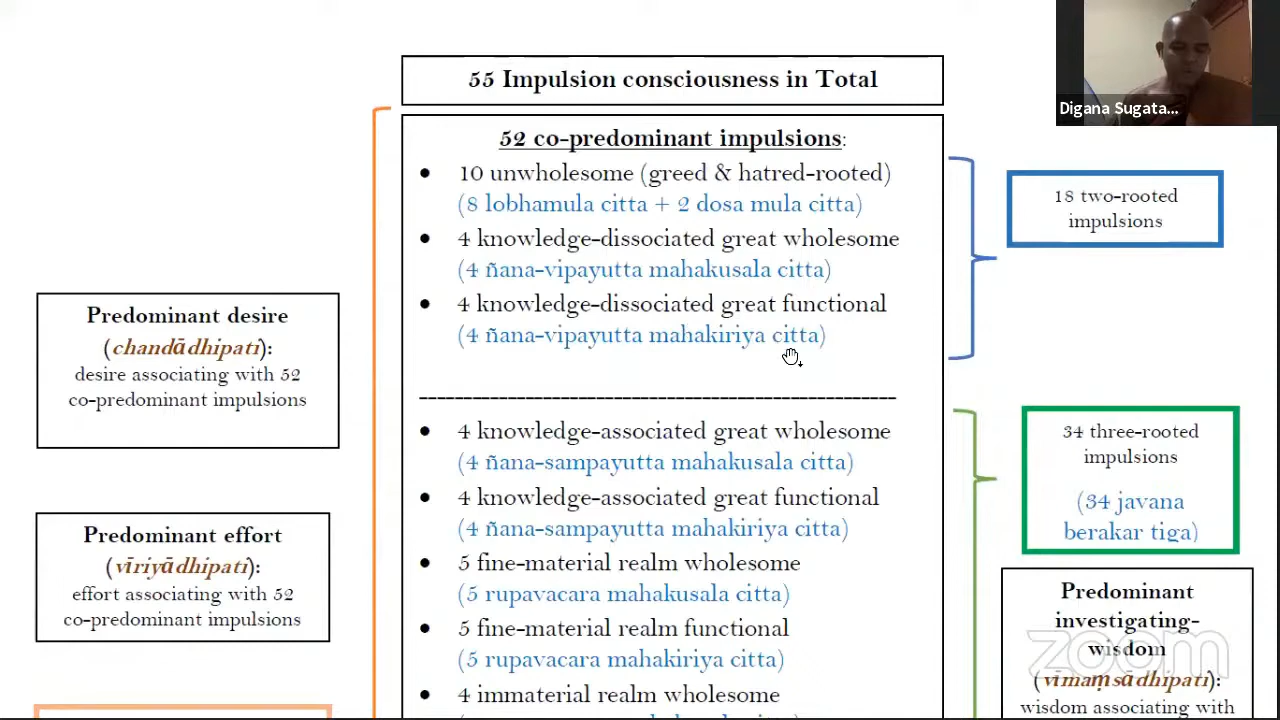 55 Impulsion consciousness in Total
Digana Sugata...
52 co-predominant impulsions:
• 10 unwholesome (greed & hatred-rooted)
(8 lobhamula citta + 2 dosa mula citta)
• 4 knowledge-dissociated great wholesome
(4 ñana-vipayutta mahakusala citta)
• 4 knowledge-dissociated great functional
(4 ñana-vipayutta mahakiriya citta)
--------------------------------------------------------
• 4 knowledge-associated great wholesome
(4 ñana-sampayutta mahakusala citta)
• 4 knowledge-associated great functional
(4 ñana-sampayutta mahakiriya citta)
• 5 fine-material realm wholesome
(5 rupavacara mahakusala citta)
• 5 fine-material realm functional
(5 rupavacara mahakiriya citta)
• 4 immaterial realm wholesome
18 two-rooted
impulsions
Predominant desire
(chandādhipati):
desire associating with 52
co-predominant impulsions
34 three-rooted
impulsions
(34 javana
berakar tiga)
Predominant effort
(vīriyādhipati):
effort associating with 52
co-predominant impulsions
Predominant
investigating-
wisdom
(vīmaṃsādhipati):
wisdom associating with
zoom